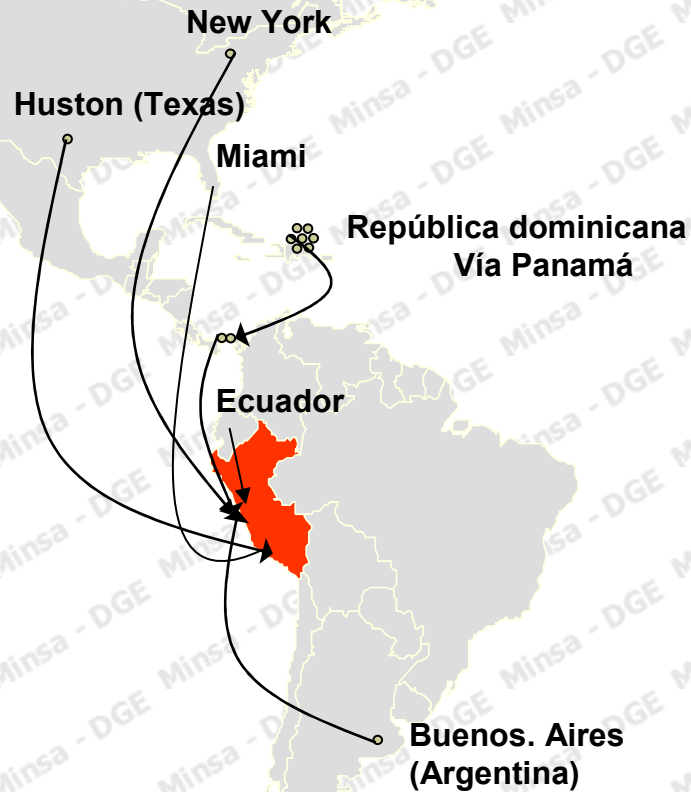 New York
Huston (Texas)
Miami
República dominicana
Vía Panamá
Ecuador
Buenos. Aires
(Argentina)
Minsa - DGE